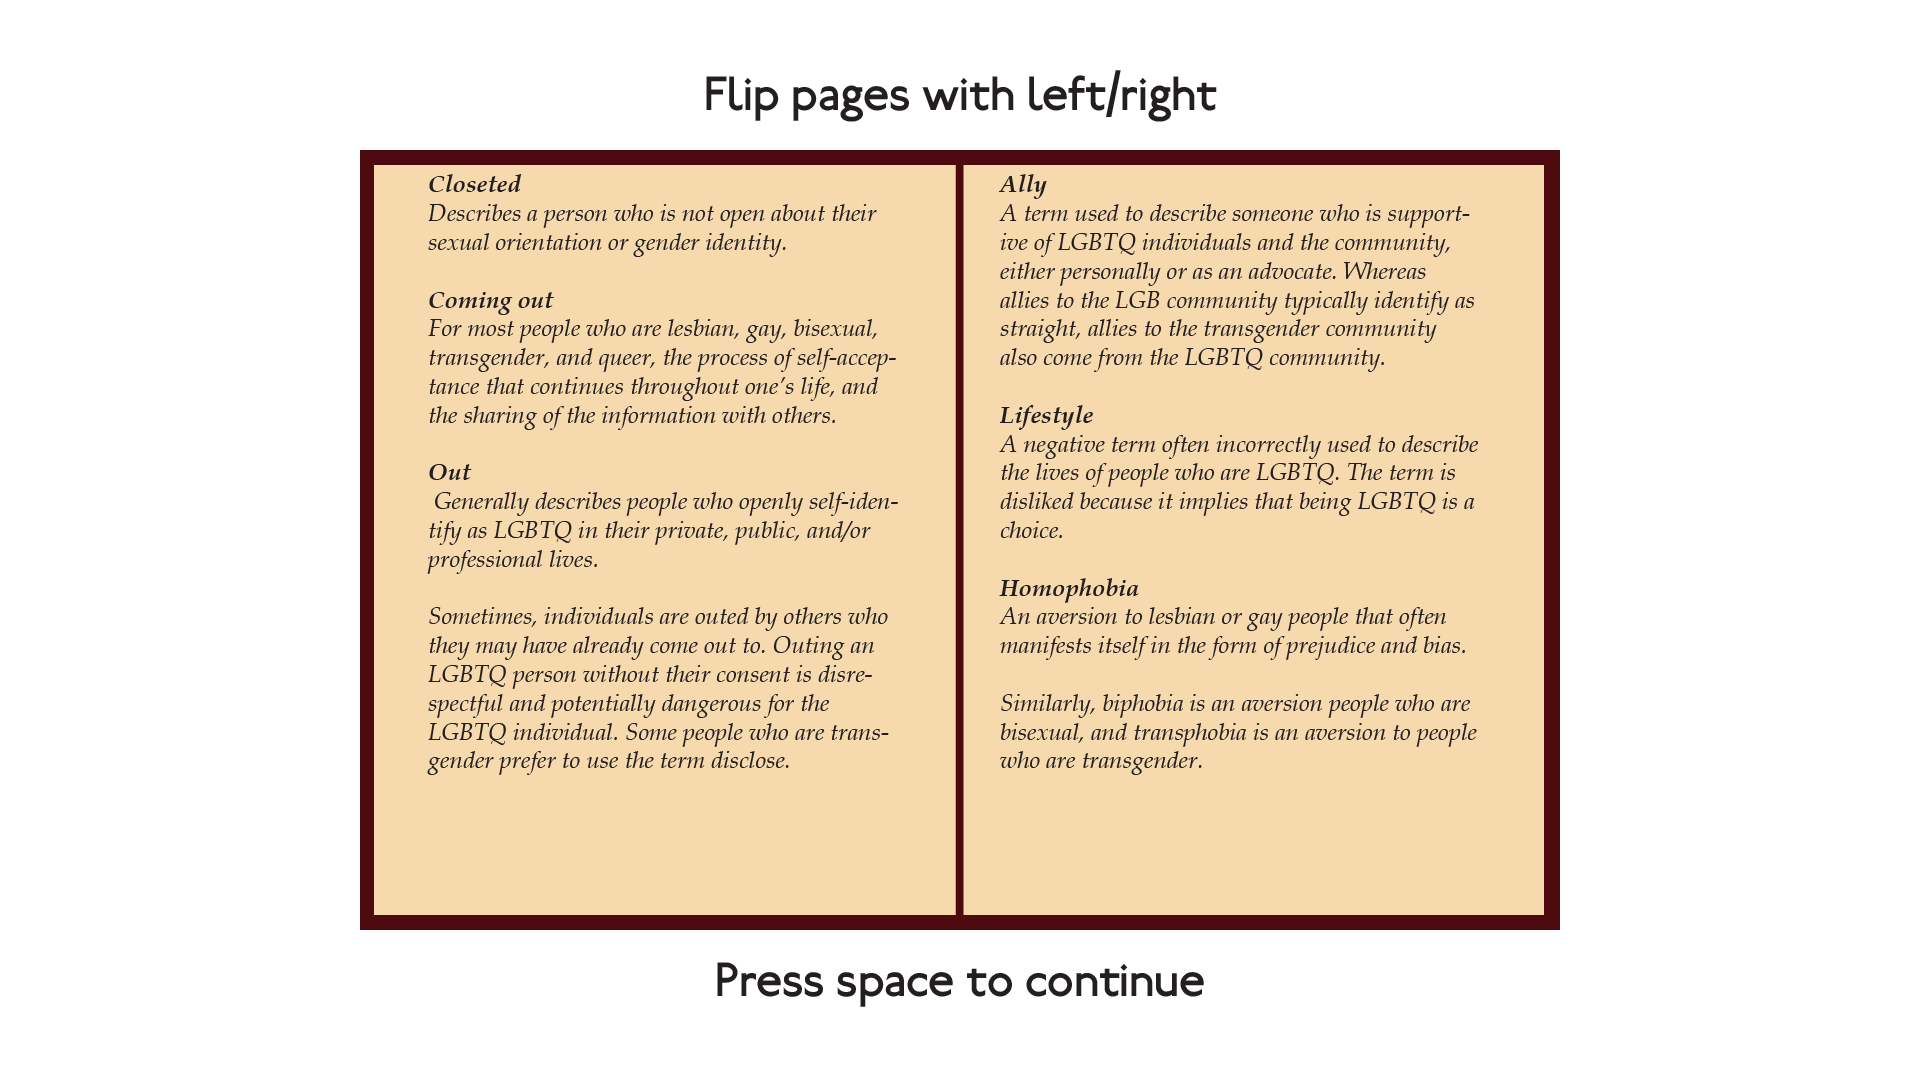 Flip pages with left/right
Closeted
Describes a person who is not open about their
sexual orientation or gender identity.
Coming out
For most people who are lesbian, gay, bisexual,
transgender, and queer, the process of self-accep-
tance that continues throughout one’s life, and
the sharing of the information with others.
Out
Generally describes people who openly self-iden-
tify as LGBTQ in their private, public, and/or
professional lives.
Sometimes, individuals are outed by others who
they may have already come out to. Outing an
LGBTQ person without their consent is disre-
spectful and potentially dangerous for the
LGBTQ individual. Some people who are trans-
gender prefer to use the term disclose.
Ally
A term used to describe someone who is support-
ive of LGBTQ individuals and the community,
either personally or as an advocate. Whereas
allies to the LGB community typically identify as
straight, allies to the transgender community
also come from the LGBTQ community.
Lifestyle
A negative term often incorrectly used to describe
the lives of people who are LGBTQ. The term is
disliked because it implies that being LGBTQ is a
choice.
Homophobia
An aversion to lesbian or gay people that often
manifests itself in the form of prejudice and bias.
Similarly, biphobia is an aversion people who are
bisexual, and transphobia is an aversion to people
who are transgender.
Press space to continue